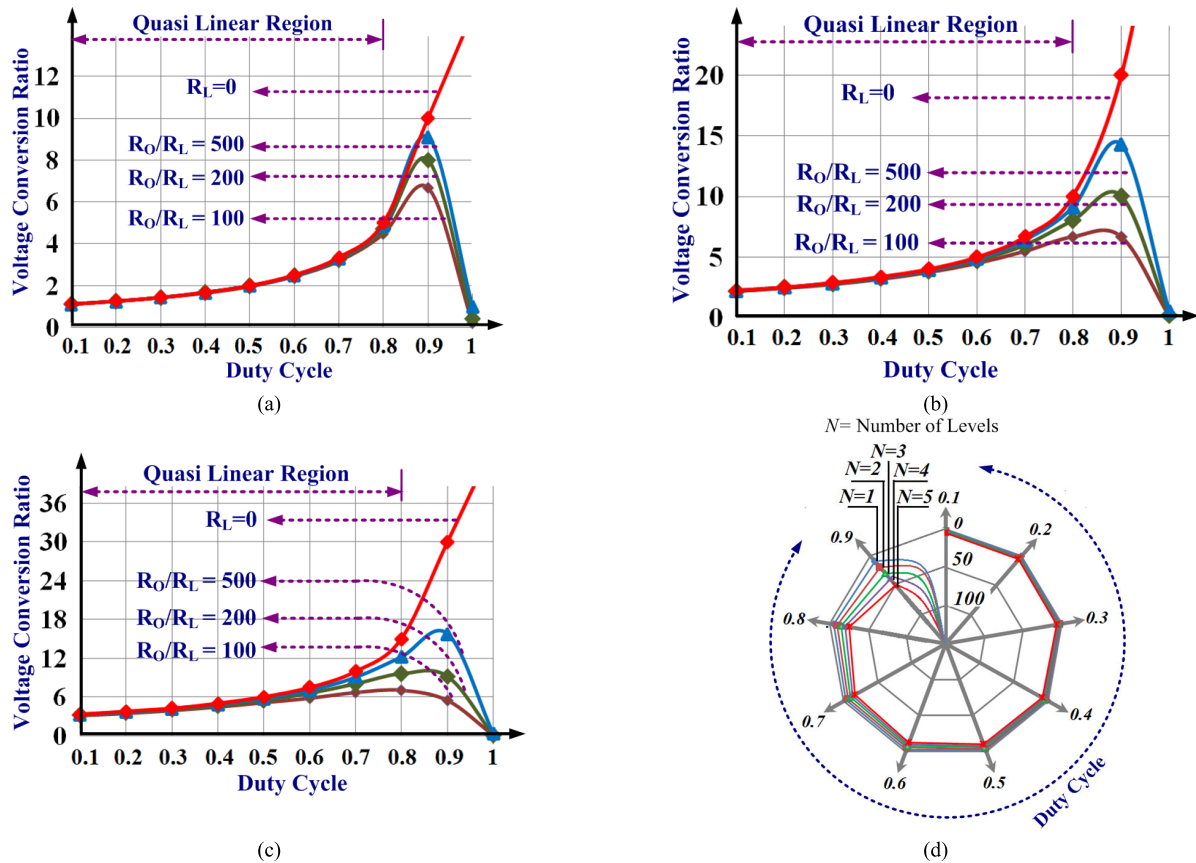 Quasi Linear Region
Voltage Conversion Ratio
12
10
8
6
4
2
0
R_L=0
R_O/R_L = 500
R_O/R_L = 200
R_O/R_L = 100
0.1 0.2 0.3 0.4 0.5 0.6 0.7 0.8 0.9 1
Duty Cycle
(a)
Quasi Linear Region
Voltage Conversion Ratio
20
15
10
5
0
R_L=0
R_O/R_L = 500
R_O/R_L = 200
R_O/R_L = 100
0.1 0.2 0.3 0.4 0.5 0.6 0.7 0.8 0.9 1
Duty Cycle
(b)
Quasi Linear Region
Voltage Conversion Ratio
36
30
24
18
12
6
0
R_L=0
R_O/R_L = 500
R_O/R_L = 200
R_O/R_L = 100
0.1 0.2 0.3 0.4 0.5 0.6 0.7 0.8 0.9 1
Duty Cycle
(c)
N= Number of Levels
N=3
N=2 N=4
N=1 N=5
0.1
0.2
0.3
0.4
0.5
0.6
0.7
0.8
0.9
0
50
100
Duty Cycle
(d)